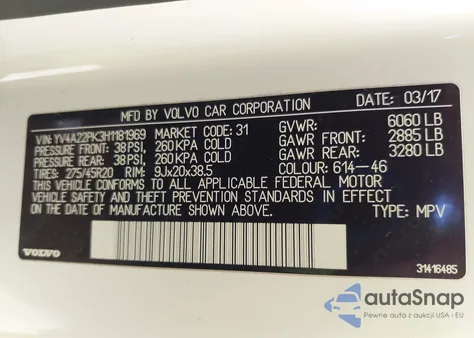 MFD BY VOLVO CAR CORPORATION 03/17
VIN: YV4A22PK3H1181969 MARKET CODE: 31 GVWR: 6060 LB
PRESSURE FRONT: 38 PSI, 260 KPA COLD GAWR FRONT: 2885 LB
PRESSURE REAR: 38 PSI, 260 KPA COLD GAWR REAR: 3280 LB
TIRES: 275/45R20 RIM: 9Jx20x38.5 COLOUR: 614-46
THIS VEHICLE CONFORMS TO ALL APPLICABLE FEDERAL MOTOR
VEHICLE SAFETY AND THEFT PREVENTION STANDARDS IN EFFECT
ON THE DATE OF MANUFACTURE SHOWN ABOVE. TYPE: MPV
VOLVO 31416485
autoSnap
Pewne auta z aukcji USA i EU